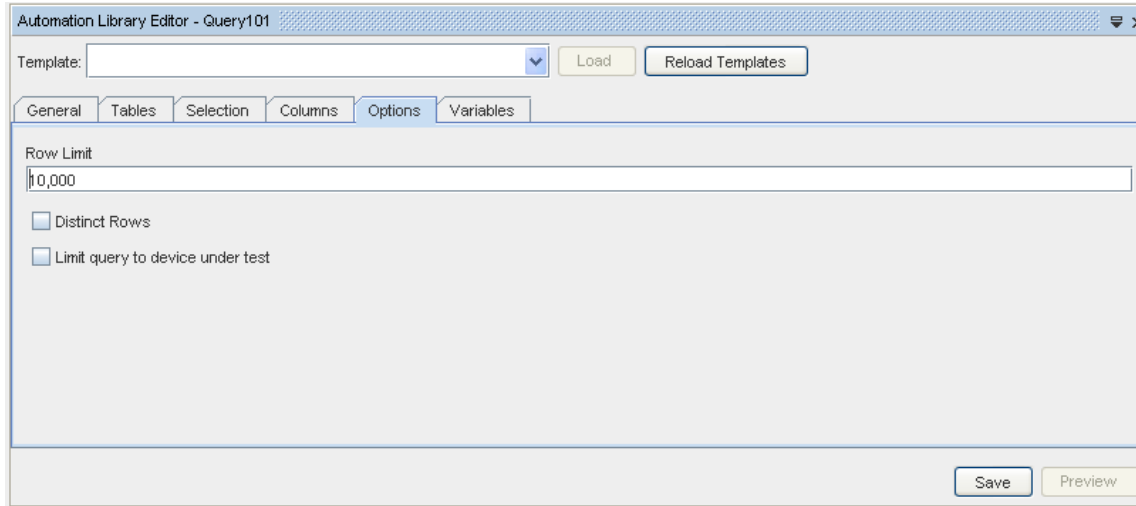 Automation Library Editor - Query101
Template: Load Reload Templates
General Tables Selection Columns Options Variables
Row Limit
10,000
Distinct Rows
Limit query to device under test
Save Preview